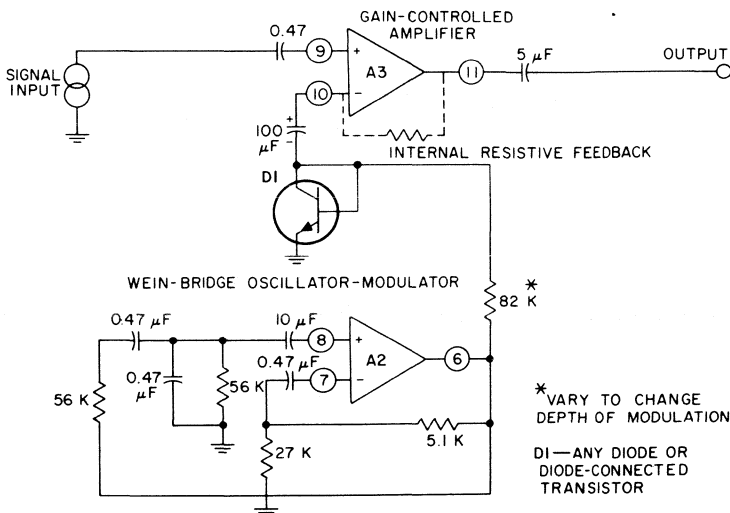 GAIN-CONTROLLED
AMPLIFIER
0.47
9
+
A3
11
5 μF
OUTPUT
SIGNAL
INPUT
10
−
+
100
μF
−
INTERNAL RESISTIVE FEEDBACK
D1
WEIN-BRIDGE OSCILLATOR-MODULATOR
*
82 K
0.47 μF
10 μF
8
+
A2
6
0.47
μF
56K
0.47 μF
7
−
56 K
*VARY TO CHANGE
DEPTH OF MODULATION
5.1 K
27 K
D1—ANY DIODE OR
DIODE-CONNECTED
TRANSISTOR